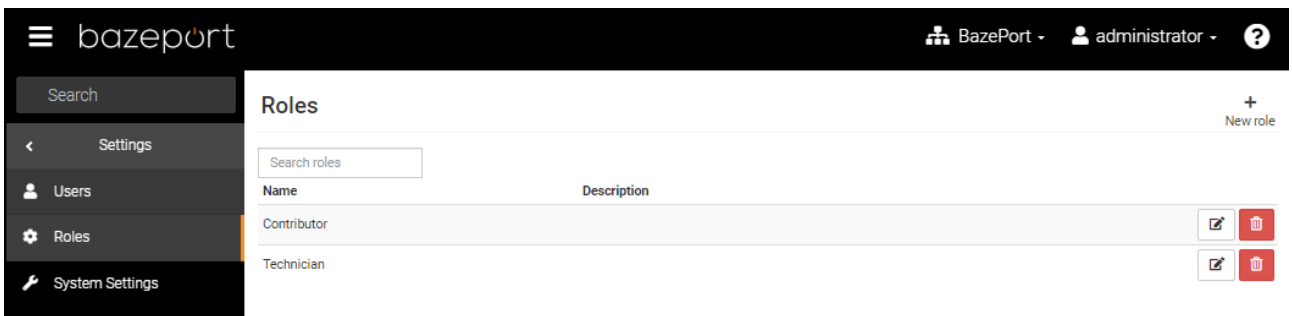 bazeport
BazePort
administrator
?
Search
Settings
Users
Roles
System Settings
Roles
+
New role
Search roles
Name Description
Contributor
Technician